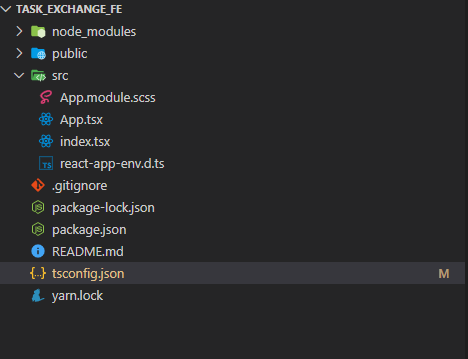 TASK_EXCHANGE_FE
node_modules
public
src
App.module.scss
App.tsx
index.tsx
react-app-env.d.ts
.gitignore
package-lock.json
package.json
README.md
tsconfig.json M
yarn.lock